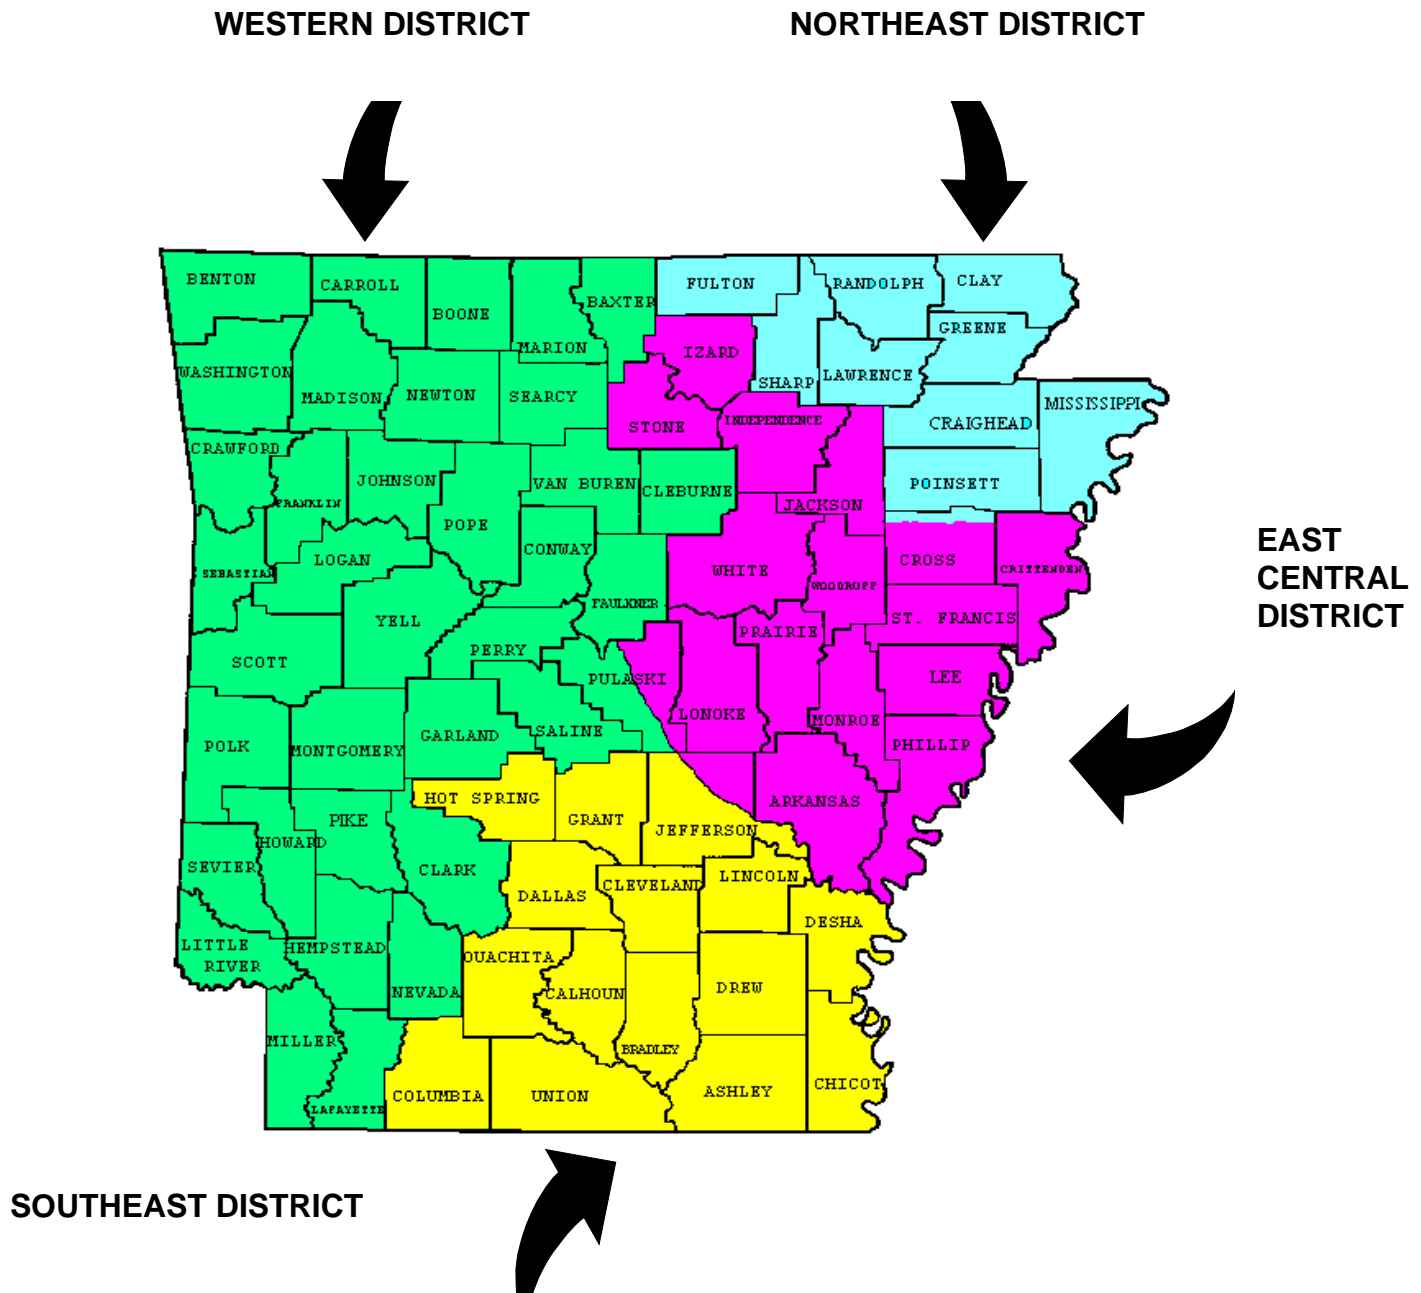 WESTERN DISTRICT
NORTHEAST DISTRICT
BENTON
CARROLL
BOONE
MARION
BAXTER
FULTON
RANDOLPH
CLAY
GREENE
IZARD
SHARP
LAWRENCE
WASHINGTON
MADISON
NEWTON
SEARCY
STONE
INDEPENDENCE
CRAIGHEAD
MISSISSIPPI
CRAWFORD
FRANKLIN
JOHNSON
POPE
VAN BUREN
CLEBURNE
JACKSON
POINSETT
SEBASTIAN
LOGAN
CONWAY
FAULKNER
WHITE
WOODRUFF
CROSS
CRITTENDEN
EAST
CENTRAL
DISTRICT
SCOTT
YELL
PERRY
PULASKI
PRAIRIE
ST. FRANCIS
LEE
POLK
MONTGOMERY
GARLAND
SALINE
LONOKE
MONROE
PHILLIP
HOT SPRING
GRANT
JEFFERSON
ARKANSAS
SEVIER
HOWARD
PIKE
CLARK
DALLAS
CLEVELAND
LINCOLN
DESHA
LITTLE
RIVER
HEMPSTEAD
NEVADA
OUACHITA
CALHOUN
BRADLEY
DREW
MILLER
LAFAYETTE
COLUMBIA
UNION
ASHLEY
CHICOT
SOUTHEAST DISTRICT